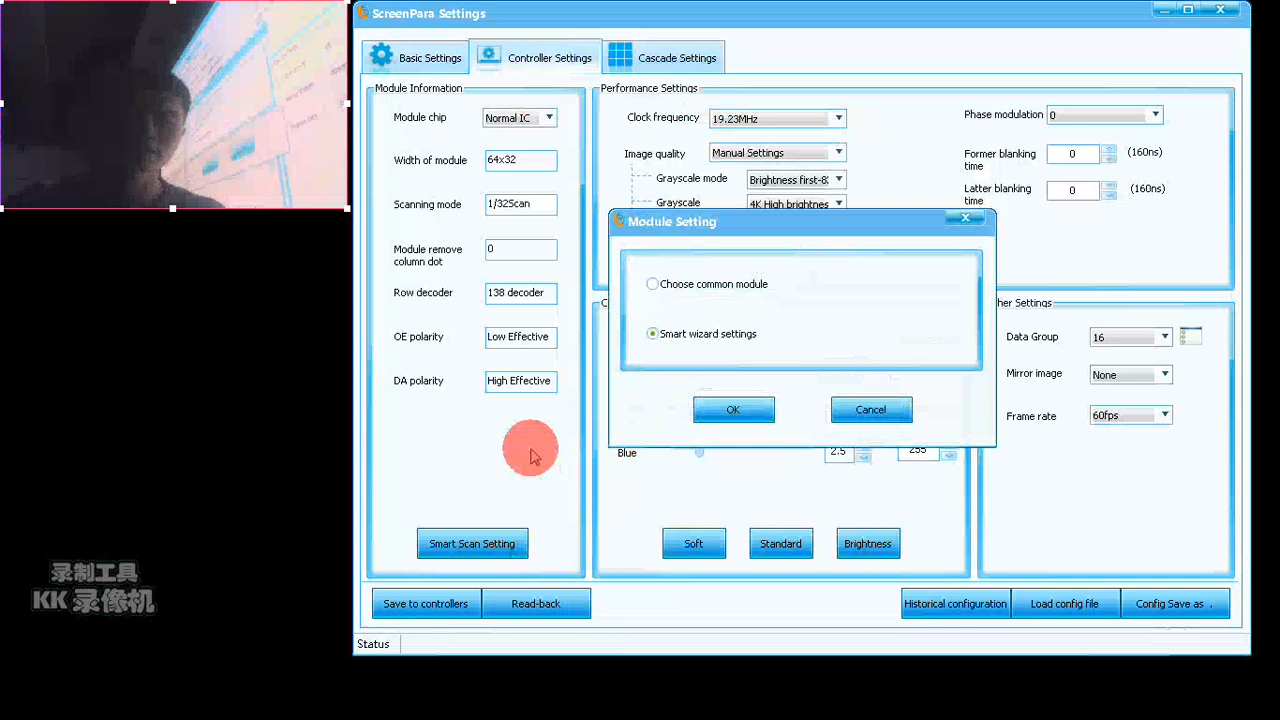 ScreenPara Settings
Basic Settings
Controller Settings
Cascade Settings
Module Information
Module chip
Normal IC
Width of module
64x32
Scanning mode
1/32Scan
Module remove
column dot
0
Row decoder
138 decoder
OE polarity
Low Effective
DA polarity
High Effective
Smart Scan Setting
Performance Settings
Clock frequency
19.23MHz
Image quality
Manual Settings
Grayscale mode
Brightness first-8
Grayscale
4K High brightnes
Phase modulation
0
Former blanking
time
0
(160ns)
Latter blanking
time
0
(160ns)
Module Setting
Choose common module
Smart wizard settings
OK
Cancel
Blue
2.5
255
Soft
Standard
Brightness
her Settings
Data Group
16
Mirror image
None
Frame rate
60fps
Save to controllers
Read-back
Historical configuration
Load config file
Config Save as .
Status
录制工具
KK 录像机